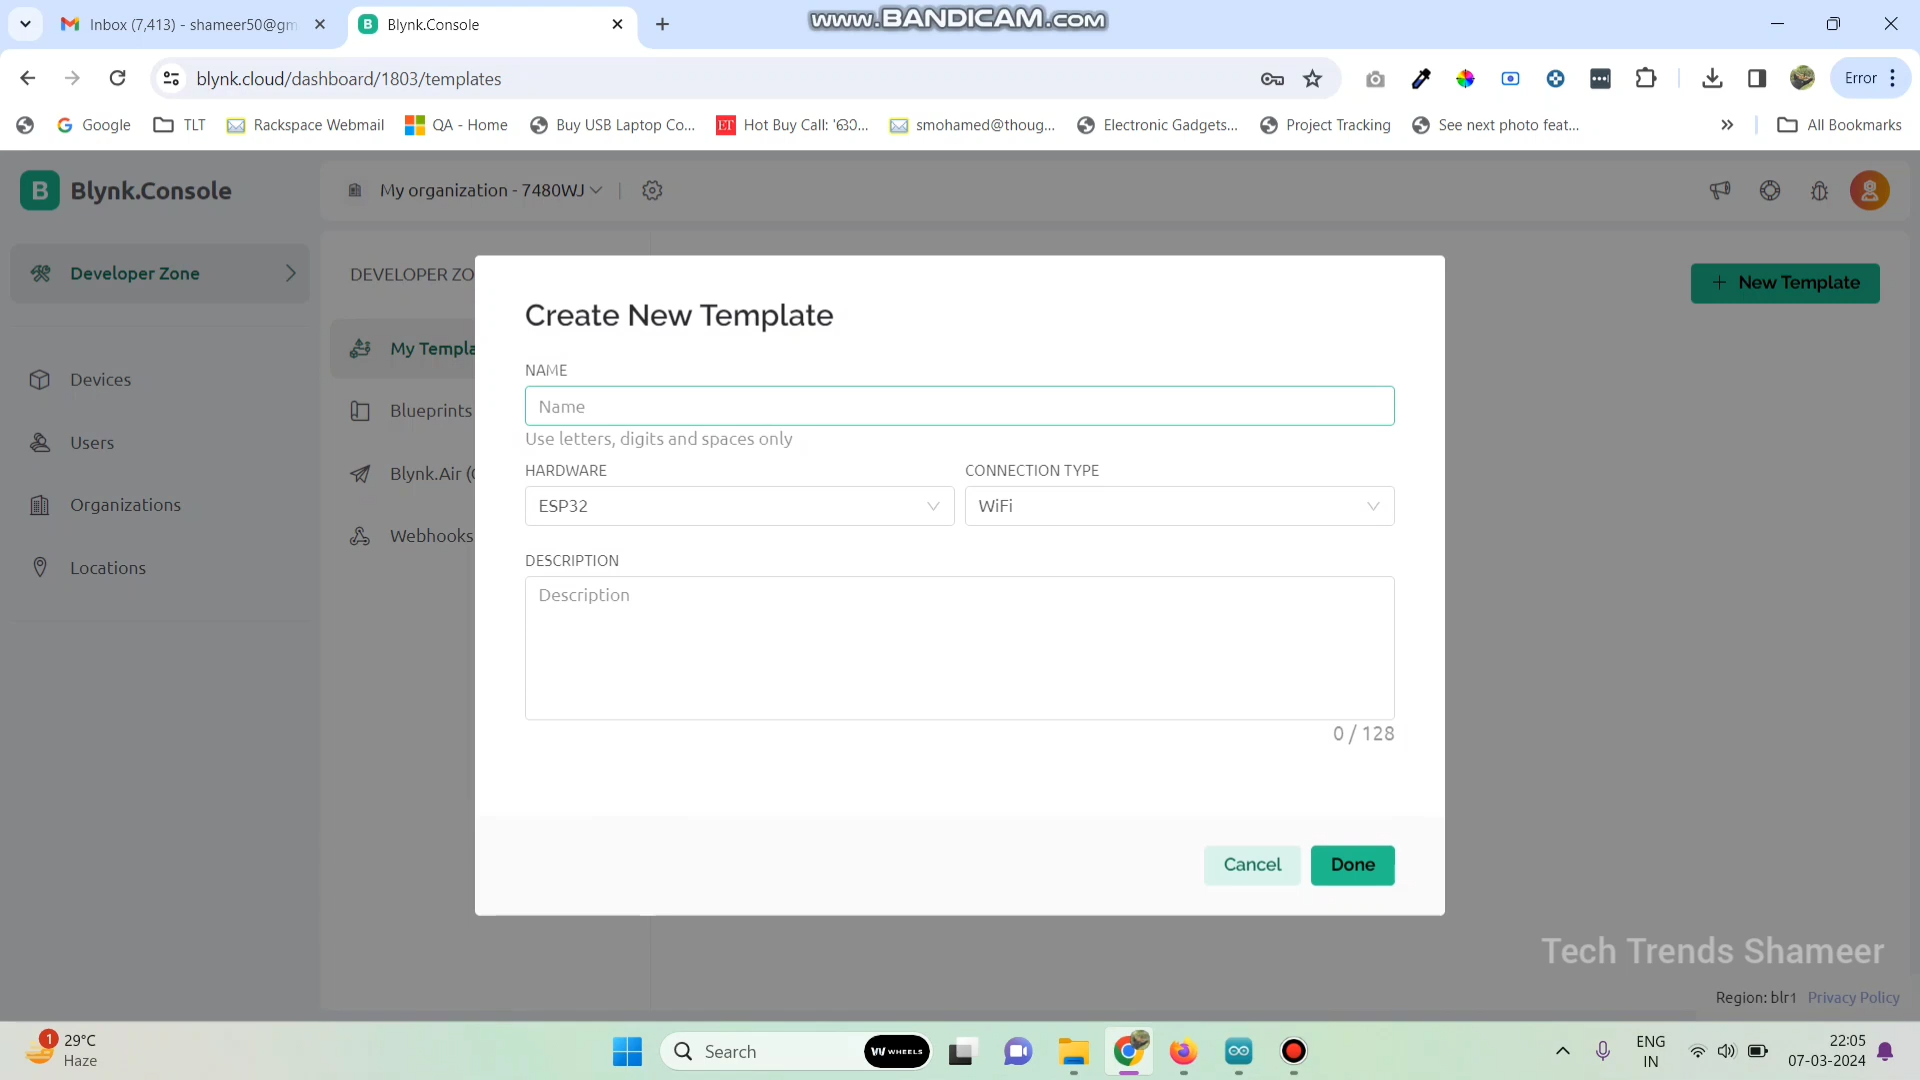 Inbox (7,413) - shameer50@gm
Blynk.Console
www.BANDICAM.com
blynk.cloud/dashboard/1803/templates
Error
Google
TLT
Rackspace Webmail
QA - Home
Buy USB Laptop Co...
ET
Hot Buy Call: 
smohamed@thoug...
Electronic Gadgets...
Project Tracking
See next photo feat...
All Bookmarks
B
Blynk.Console
My organization - 7480WJ
Developer Zone
DEVELOPER ZO
+ New Template
Devices
Users
Organizations
Locations
My Templa
Blueprints
Blynk.Air (
Webhooks
Create New Template
NAME
Name
Use letters, digits and spaces only
HARDWARE
CONNECTION TYPE
ESP32
WiFi
DESCRIPTION
Description
0 / 128
Cancel
Done
Tech Trends Shameer
Region: blr1 Privacy Policy
1
29°C
Haze
Search
WHEELS
ENG
IN
22:05
07-03-2024